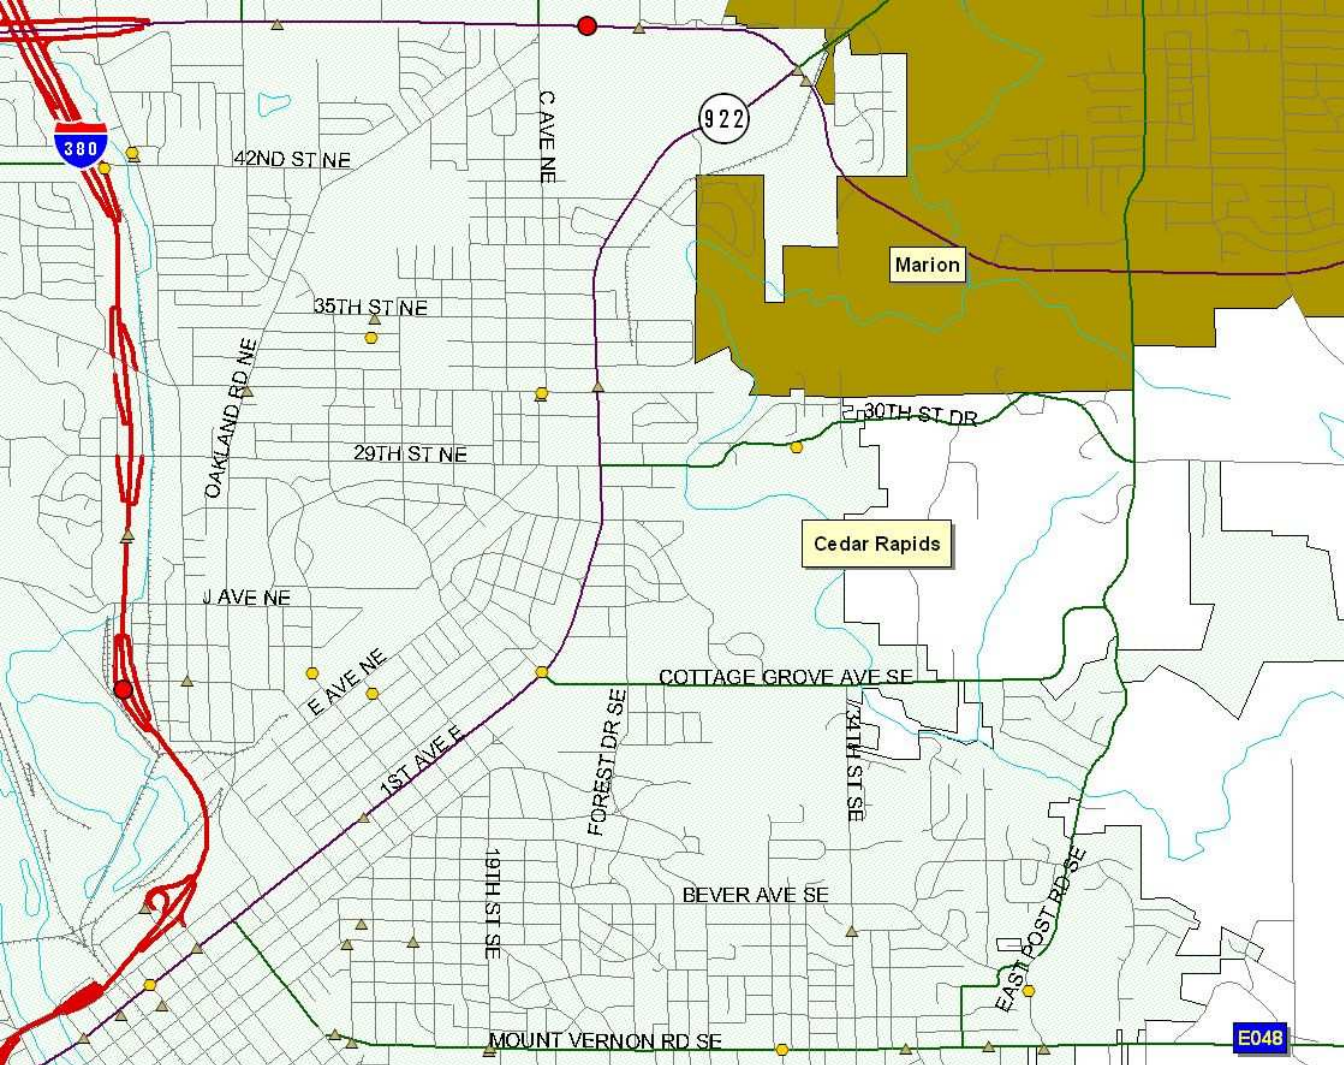 C AVE NE
922
380
42ND ST NE
Marion
35TH ST NE
OAKLAND RD NE
30TH ST DR
29TH ST NE
Cedar Rapids
J AVE NE
E AVE NE
COTTAGE GROVE AVE SE
FOREST DR SE
34TH ST SE
1ST AVE E
19TH ST SE
BEVER AVE SE
EAST POST RD SE
MOUNT VERNON RD SE
E048